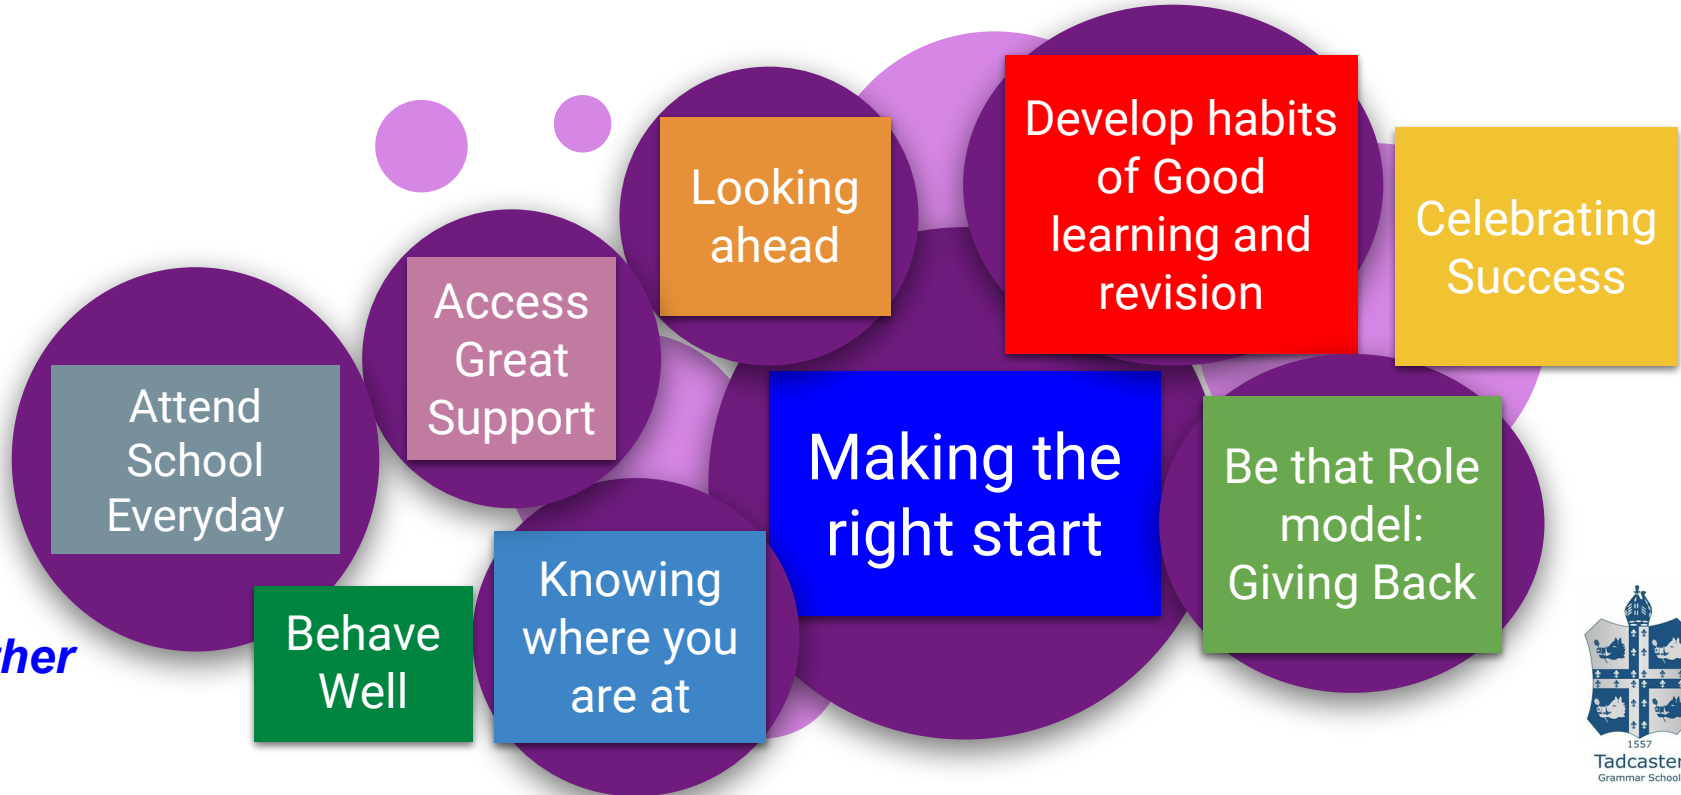 Looking
ahead
Develop habits
of Good
learning and
revision
Celebrating
Success
Access
Great
Support
Attend
School
Everyday
Making the
right start
Be that Role
model:
Giving Back
Knowing
where you
are at
Behave
Well
her
1557
Tadcaster
Grammar School